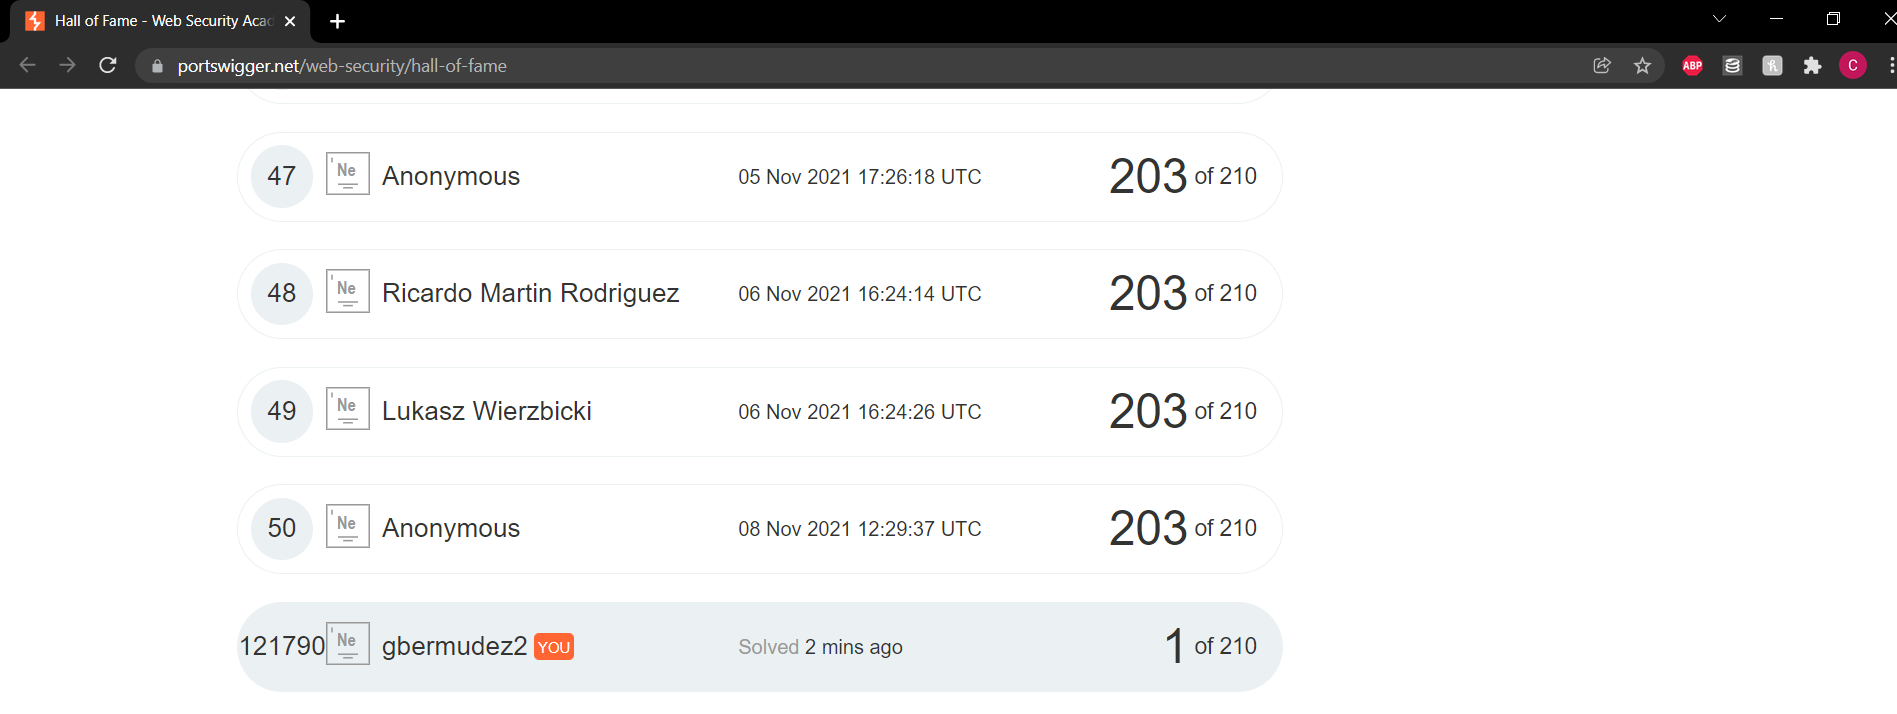 Hall of Fame - Web Security Acad
portswigger.net/web-security/hall-of-fame
ABP
C
47 Ne Anonymous 05 Nov 2021 17:26:18 UTC 203 of 210
48 Ne Ricardo Martin Rodriguez 06 Nov 2021 16:24:14 UTC 203 of 210
49 Ne Lukasz Wierzbicki 06 Nov 2021 16:24:26 UTC 203 of 210
50 Ne Anonymous 08 Nov 2021 12:29:37 UTC 203 of 210
121790 Ne gbermudez2 YOU Solved 2 mins ago 1 of 210